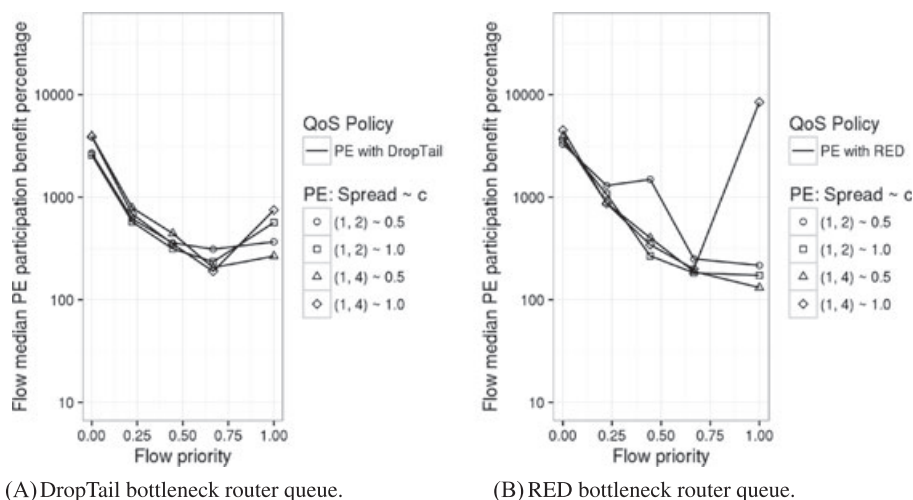 Flow median PE participation benefit percentage
10000
1000
100
10
0.00 0.25 0.50 0.75 1.00
Flow priority
QoS Policy
PE with DropTail
PE: Spread ~ c
(1, 2) ~ 0.5
(1, 2) ~ 1.0
(1, 4) ~ 0.5
(1, 4) ~ 1.0
(A) DropTail bottleneck router queue.
Flow median PE participation benefit percentage
10000
1000
100
10
0.00 0.25 0.50 0.75 1.00
Flow priority
QoS Policy
PE with RED
PE: Spread ~ c
(1, 2) ~ 0.5
(1, 2) ~ 1.0
(1, 4) ~ 0.5
(1, 4) ~ 1.0
(B) RED bottleneck router queue.